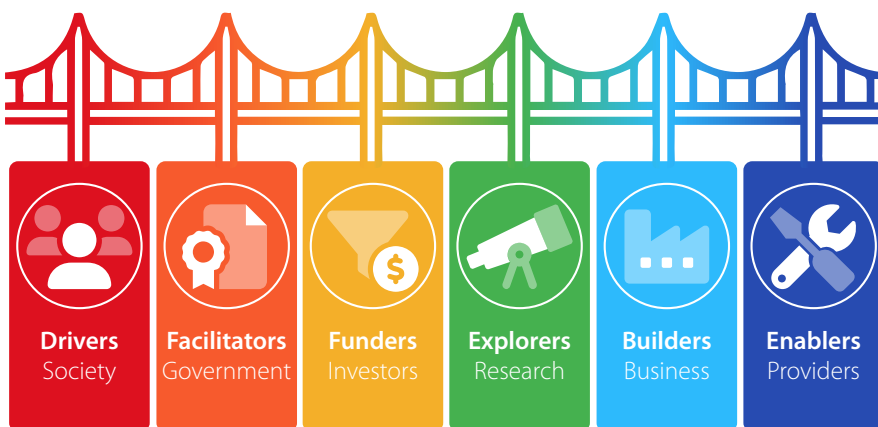 Drivers
Society
Facilitators
Government
$
Funders
Investors
Explorers
Research
Builders
Business
Enablers
Providers